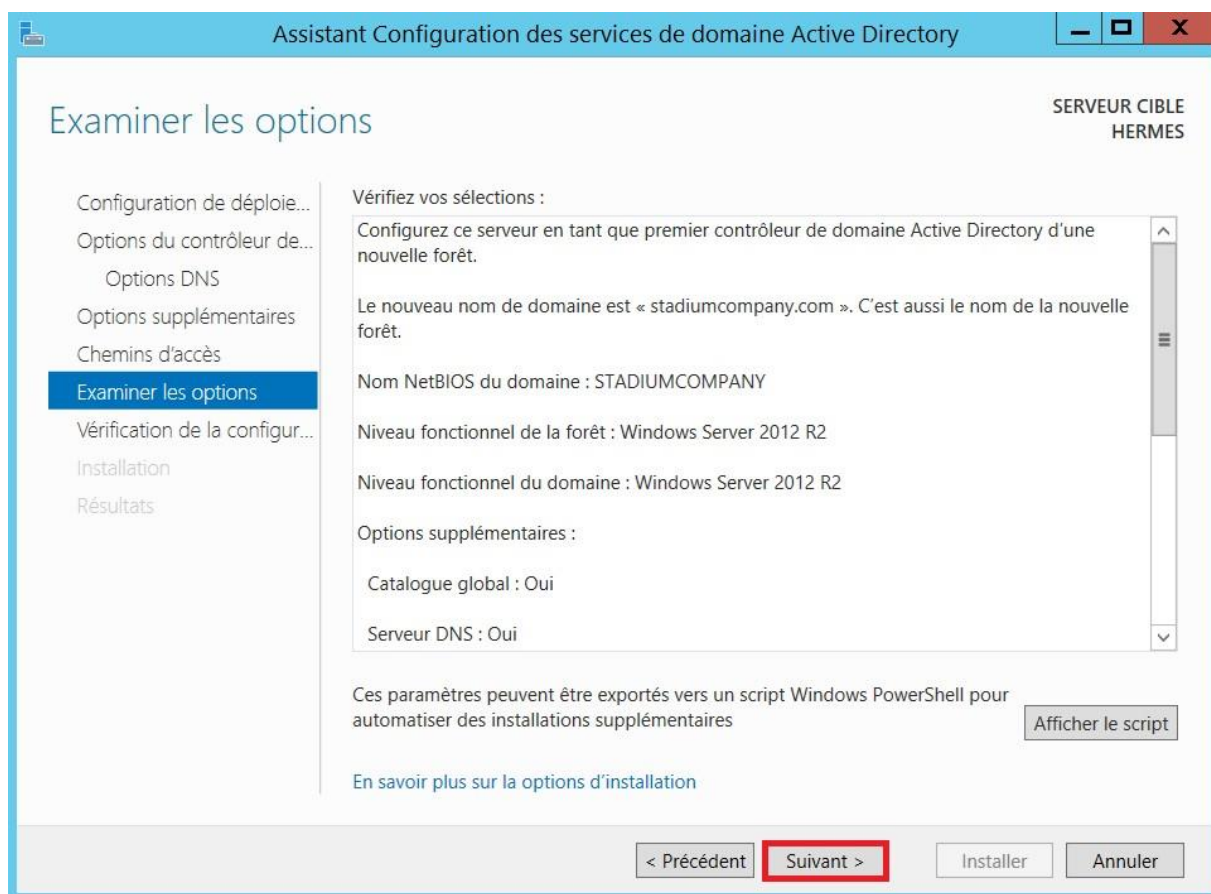 Assistant Configuration des services de domaine Active Directory
X
Examiner les options
SERVEUR CIBLE
HERMES
Configuration de déploie...
Options du contrôleur de...
Options DNS
Options supplémentaires
Chemins d'accès
Examiner les options
Vérification de la configur...
Installation
Résultats
Vérifiez vos sélections :
Configurez ce serveur en tant que premier contrôleur de domaine Active Directory d'une
nouvelle forêt.
Le nouveau nom de domaine est « stadiumcompany.com ». C'est aussi le nom de la nouvelle
forêt.
Nom NetBIOS du domaine : STADIUMCOMPANY
Niveau fonctionnel de la forêt : Windows Server 2012 R2
Niveau fonctionnel du domaine : Windows Server 2012 R2
Options supplémentaires :
Catalogue global : Oui
Serveur DNS : Oui
Ces paramètres peuvent être exportés vers un script Windows PowerShell pour
automatiser des installations supplémentaires
Afficher le script
En savoir plus sur la options d'installation
< Précédent
Suivant >
Installer
Annuler